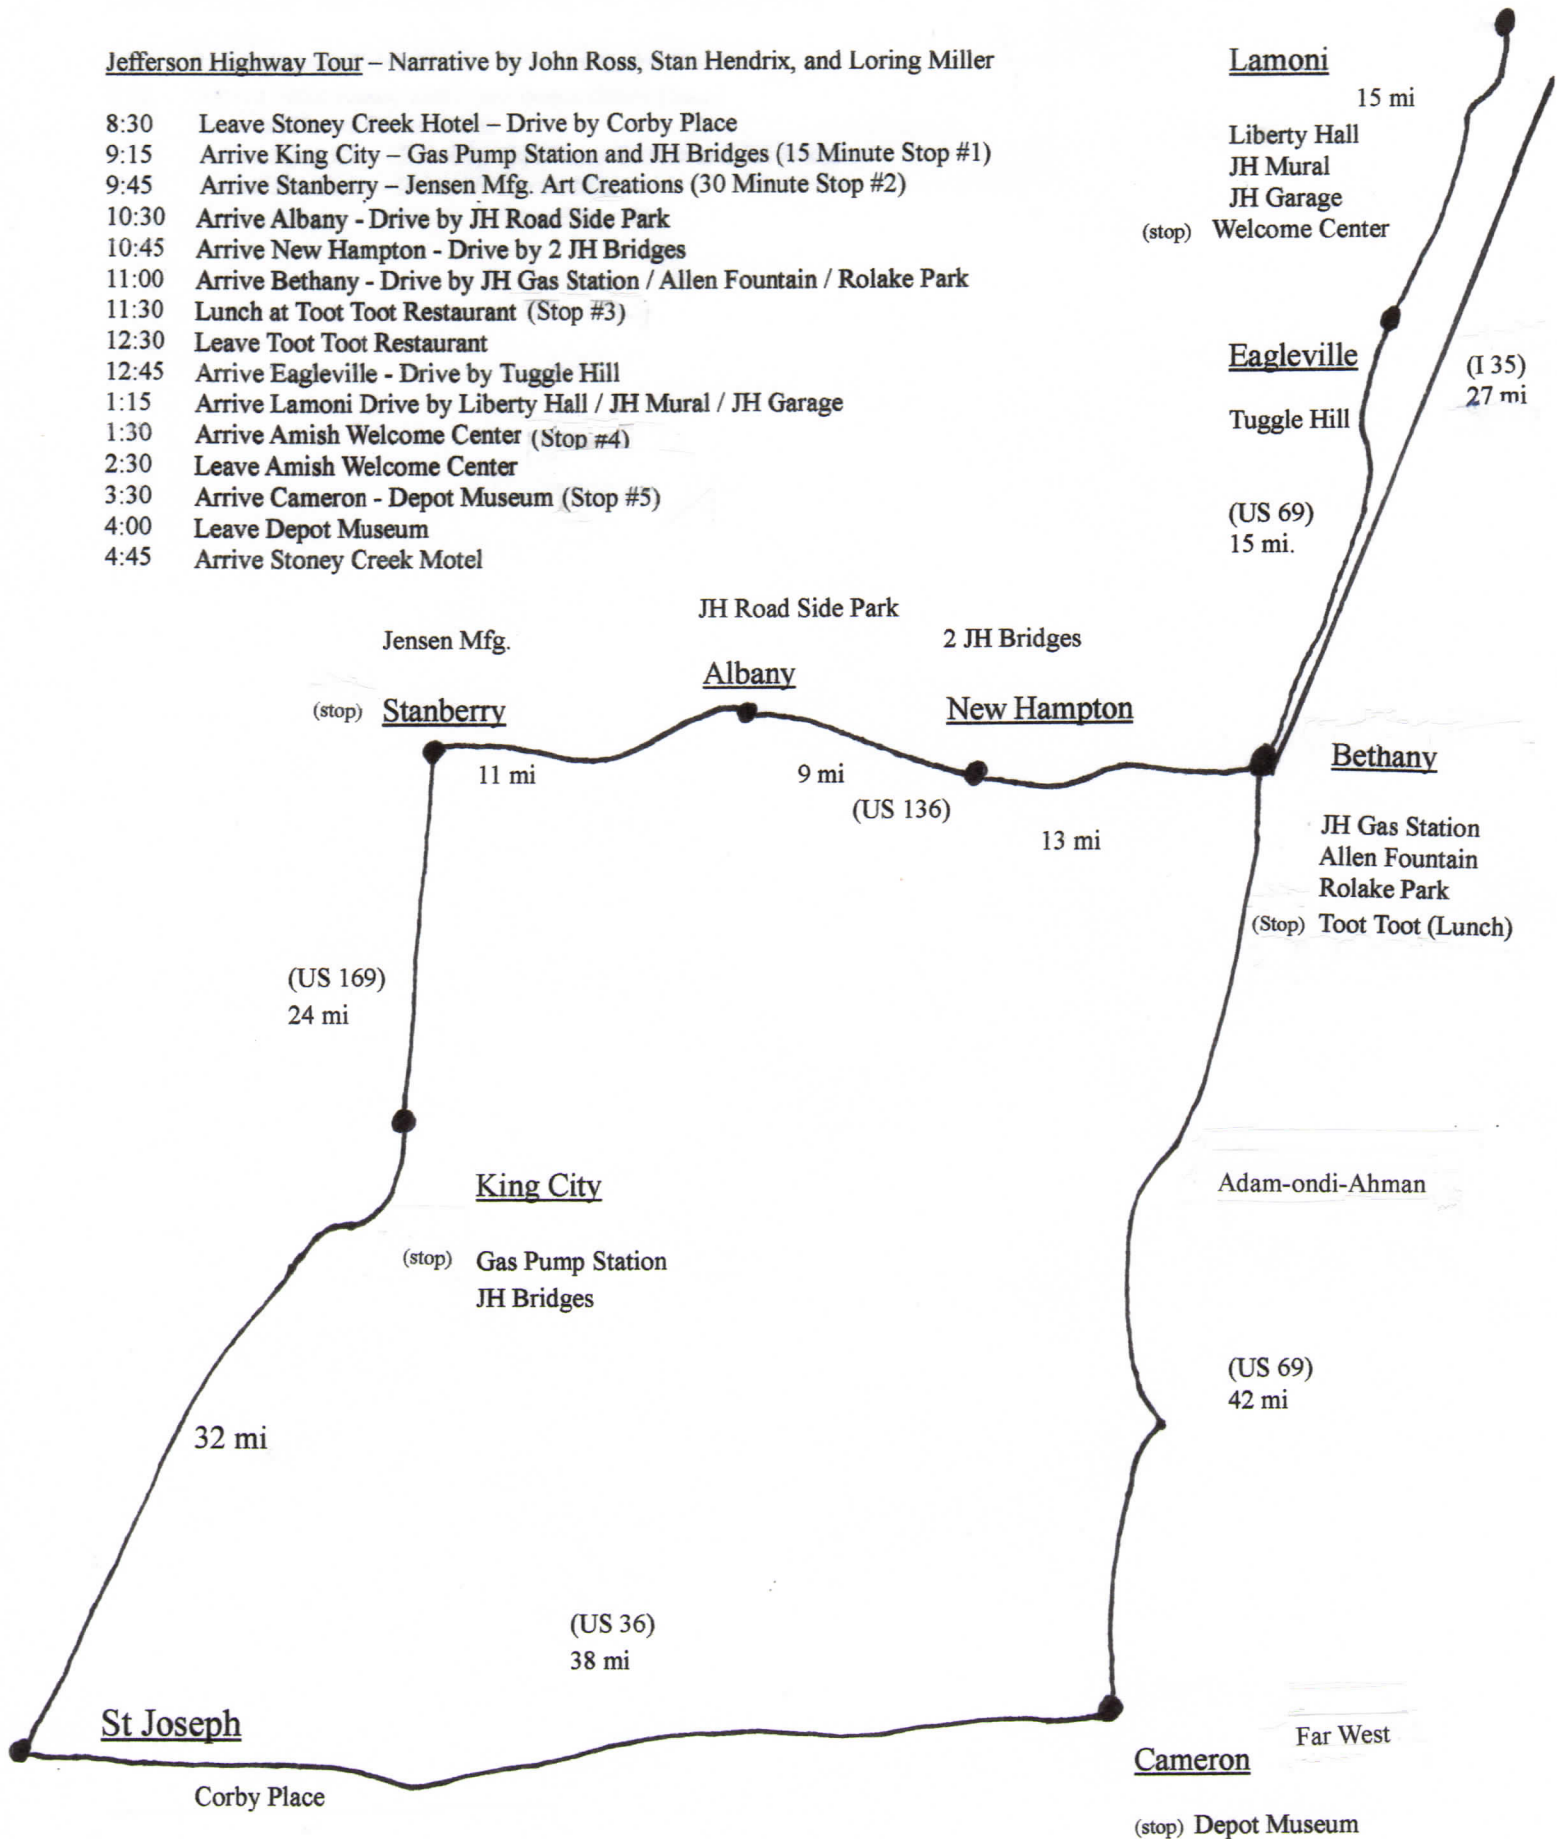 Jefferson Highway Tour – Narrative by John Ross, Stan Hendrix, and Loring Miller
8:30 Leave Stoney Creek Hotel – Drive by Corby Place
9:15 Arrive King City – Gas Pump Station and JH Bridges (15 Minute Stop #1)
9:45 Arrive Stanberry – Jensen Mfg. Art Creations (30 Minute Stop #2)
10:30 Arrive Albany - Drive by JH Road Side Park
10:45 Arrive New Hampton - Drive by 2 JH Bridges
11:00 Arrive Bethany - Drive by JH Gas Station / Allen Fountain / Rolake Park
11:30 Lunch at Toot Toot Restaurant (Stop #3)
12:30 Leave Toot Toot Restaurant
12:45 Arrive Eagleville - Drive by Tuggle Hill
1:15 Arrive Lamoni Drive by Liberty Hall / JH Mural / JH Garage
1:30 Arrive Amish Welcome Center (Stop #4)
2:30 Leave Amish Welcome Center
3:30 Arrive Cameron - Depot Museum (Stop #5)
4:00 Leave Depot Museum
4:45 Arrive Stoney Creek Motel
Lamoni
15 mi
Liberty Hall
JH Mural
JH Garage
(stop) Welcome Center
Eagleville
(I 35)
27 mi
Tuggle Hill
(US 69)
15 mi.
Jensen Mfg.
(stop) Stanberry
11 mi
JH Road Side Park
Albany
9 mi
(US 136)
2 JH Bridges
New Hampton
13 mi
Bethany
JH Gas Station
Allen Fountain
Rolake Park
(Stop) Toot Toot (Lunch)
(US 169)
24 mi
King City
(stop) Gas Pump Station
JH Bridges
Adam-ondi-Ahman
(US 69)
42 mi
32 mi
(US 36)
38 mi
St Joseph
Corby Place
Far West
Cameron
(stop) Depot Museum